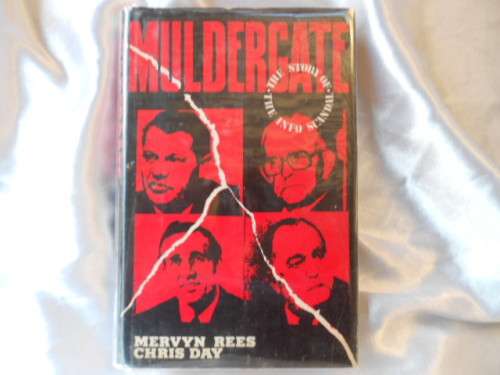 MULDERGATE
THE STORY OF
THE INFO SCANDAL
MERVYN REES
CHRIS DAY